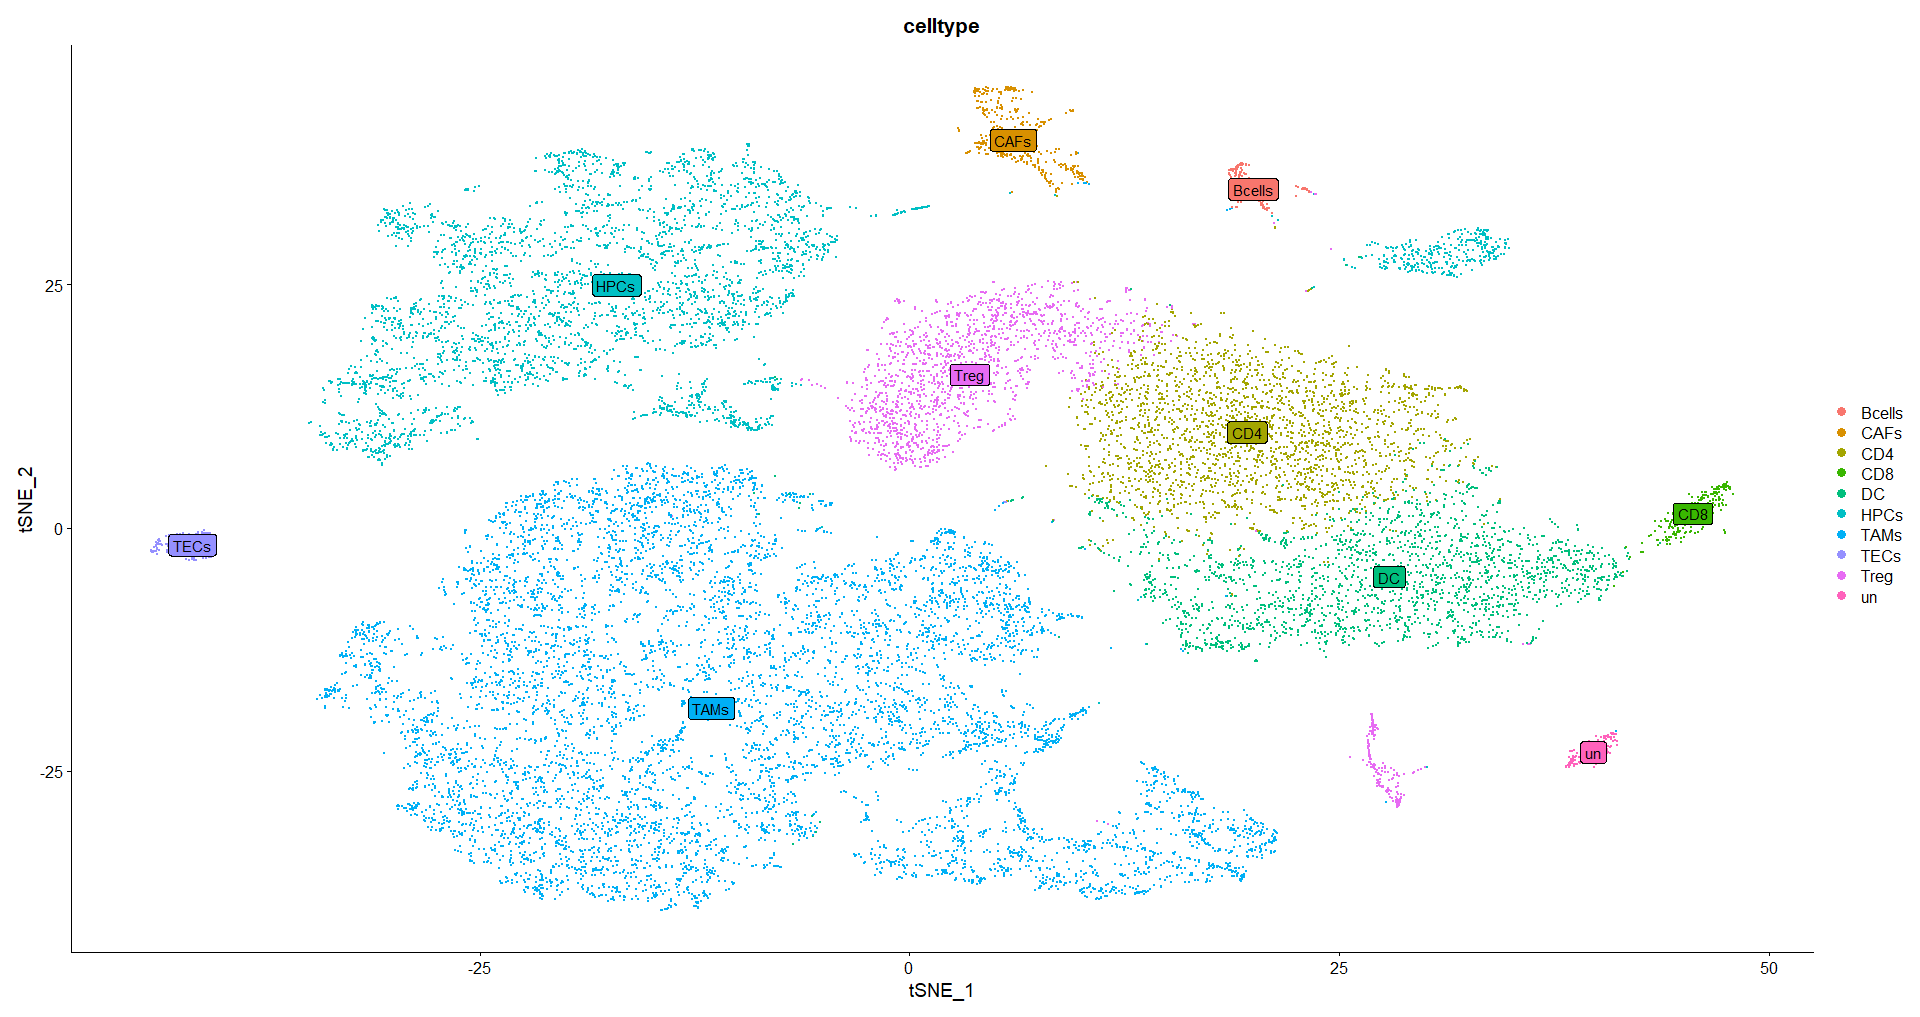 celltype
CAFs
Bcells
HPCs
25
Treg
CD4
Bcells
CAFs
CD4
CD8
DC
HPCs
TAMs
TECs
Treg
un
tSNE_2
0
CD8
TECs
DC
TAMs
un
-25
-25
0
25
50
tSNE_1